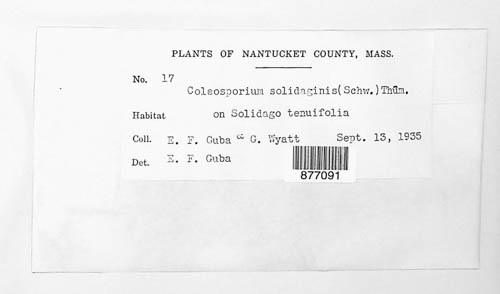 PLANTS OF NANTUCKET COUNTY, MASS.
No. 17
Coleosporium solidaginis(Schw.)Thüm.
Habitat on Solidago tenuifolia
Coll. E. F. Guba & G. Wyatt Sept. 13, 1935
Det. E. F. Guba
877091